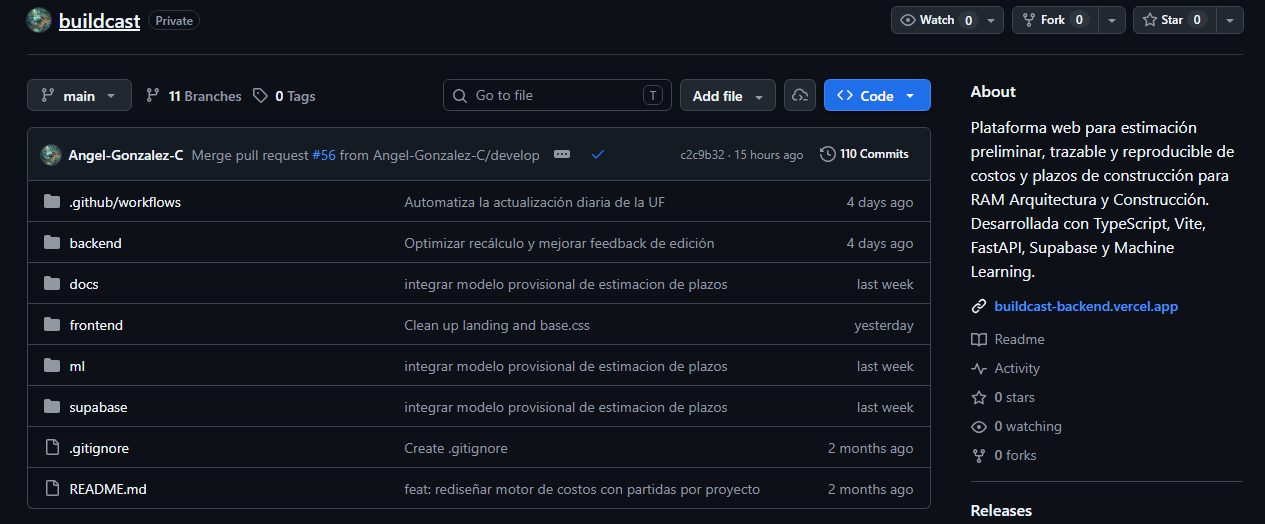 buildcast Private Watch 0 Fork 0 Star 0
main 11 Branches 0 Tags Go to file T Add file Code
Angel-Gonzalez-C Merge pull request #56 from Angel-Gonzalez-C/develop c2c9b32 · 15 hours ago 110 Commits
.github/workflows Automatiza la actualización diaria de la UF 4 days ago
backend Optimizar recálculo y mejorar feedback de edición 4 days ago
docs integrar modelo provisional de estimacion de plazos last week
frontend Clean up landing and base.css yesterday
ml integrar modelo provisional de estimacion de plazos last week
supabase integrar modelo provisional de estimacion de plazos last week
.gitignore Create .gitignore 2 months ago
README.md feat: rediseñar motor de costos con partidas por proyecto 2 months ago
About
Plataforma web para estimación
preliminar, trazable y reproducible de
costos y plazos de construcción para
RAM Arquitectura y Construcción.
Desarrollada con TypeScript, Vite,
FastAPI, Supabase y Machine
Learning.
buildcast-backend.vercel.app
Readme
Activity
0 stars
0 watching
0 forks
Releases